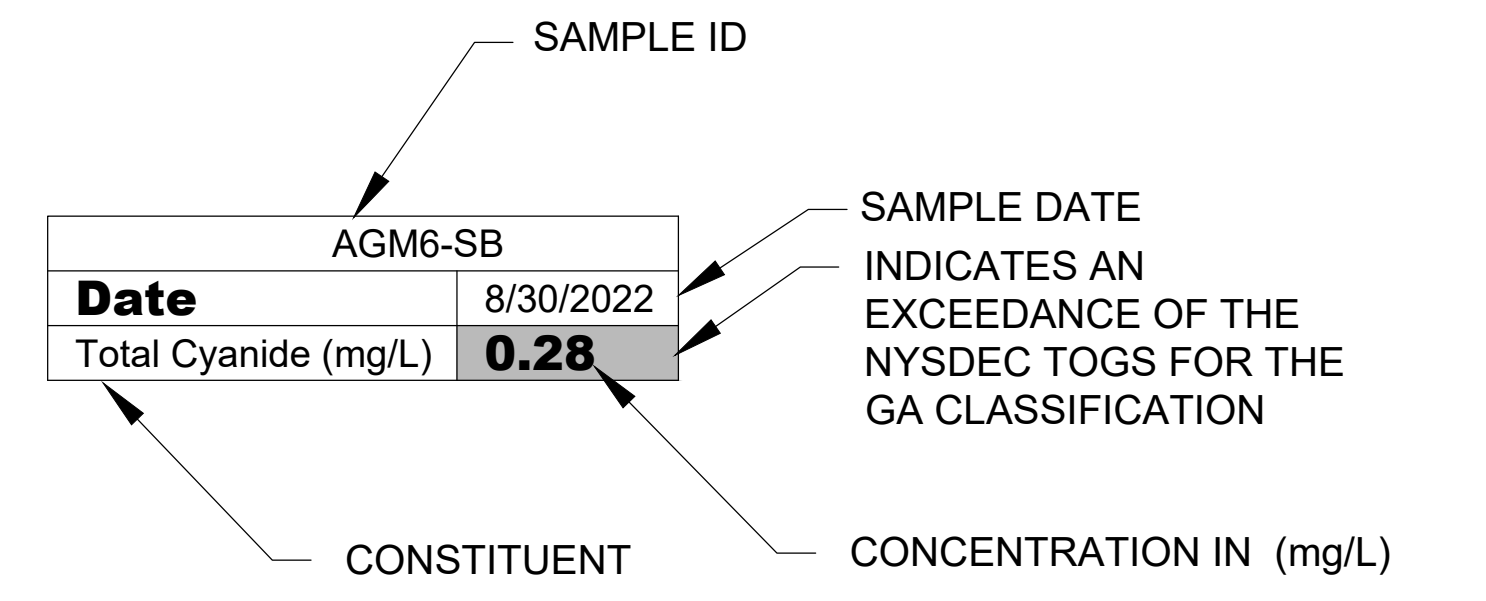 SAMPLE ID
AGM6-SB
Date 8/30/2022
Total Cyanide (mg/L) 0.28
SAMPLE DATE
INDICATES AN
EXCEEDANCE OF THE
NYSDEC TOGS FOR THE
GA CLASSIFICATION
CONSTITUENT
CONCENTRATION IN (mg/L)